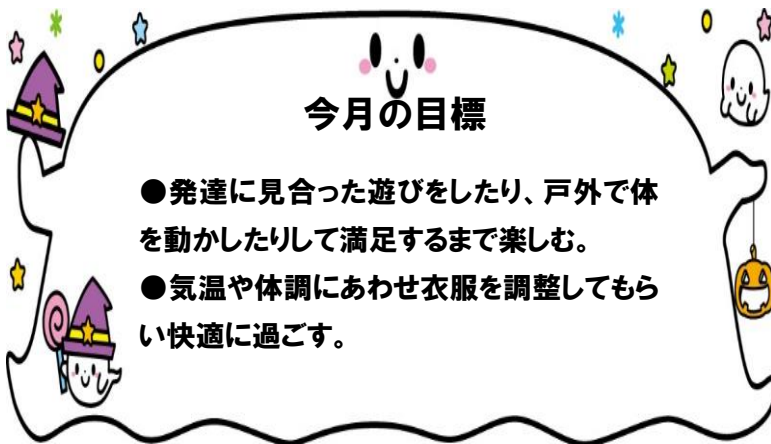 今月の目標
●発達に見合った遊びをしたり、戸外で体
を動かしたりして満足するまで楽しむ。
●気温や体調にあわせ衣服を調整してもら
い快適に過ごす。